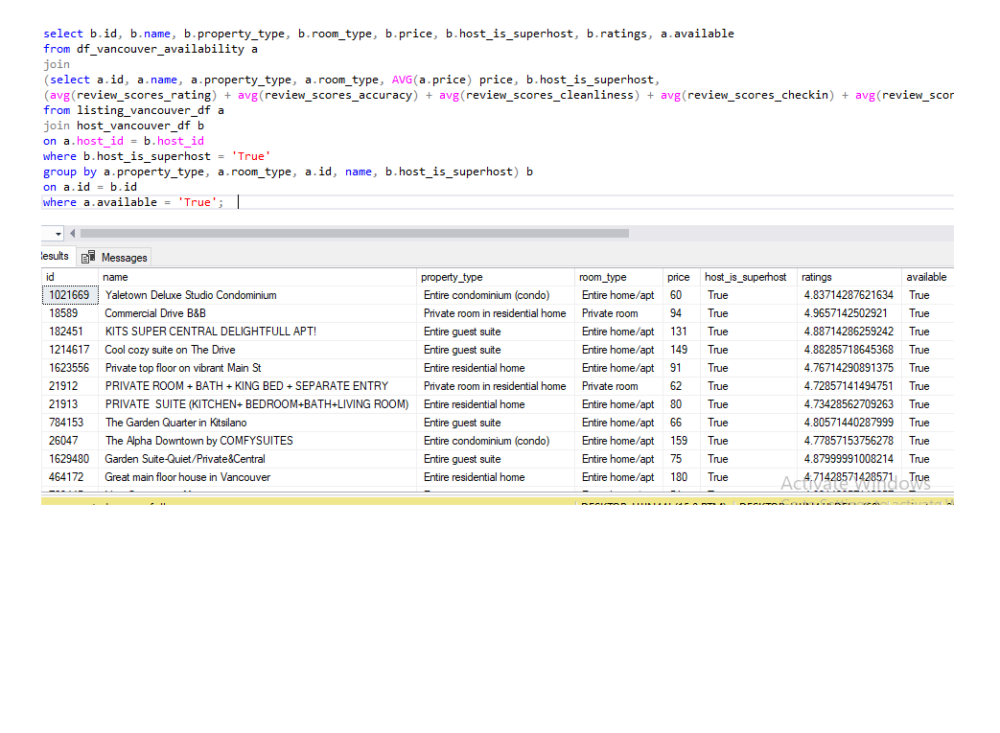 select b.id, b.name, b.property_type, b.room_type, b.price, b.host_is_superhost, b.ratings, a.available
from df_vancouver_availability a
join
(select a.id, a.name, a.property_type, a.room_type, AVG(a.price) price, b.host_is_superhost,
(avg(review_scores_rating) + avg(review_scores_accuracy) + avg(review_scores_cleanliness) + avg(review_scores_checkin) + avg(review_scor
from listing_vancouver_df a
join host_vancouver_df b
on a.host_id = b.host_id
where b.host_is_superhost = 'True'
group by a.property_type, a.room_type, a.id, name, b.host_is_superhost) b
on a.id = b.id
where a.available = 'True';
Results Messages
id name property_type room_type price host_is_superhost ratings available
1021669 Yaletown Deluxe Studio Condominium Entire condominium (condo) Entire home/apt 60 True 4.83714287621634 True
18589 Commercial Drive B&B Private room in residential home Private room 94 True 4.9657142502921 True
182451 KITS SUPER CENTRAL DELIGHTFULL APT! Entire guest suite Entire home/apt 131 True 4.88714286259242 True
1214617 Cool cozy suite on The Drive Entire guest suite Entire home/apt 149 True 4.88285718645368 True
1623556 Private top floor on vibrant Main St Entire residential home Entire home/apt 91 True 4.76714290891375 True
21912 PRIVATE ROOM + BATH + KING BED + SEPARATE ENTRY Private room in residential home Private room 62 True 4.72857141494751 True
21913 PRIVATE SUITE (KITCHEN+ BEDROOM+BATH+LIVING ROOM) Entire residential home Entire home/apt 80 True 4.73428562709263 True
784153 The Garden Quarter in Kitsilano Entire guest suite Entire home/apt 66 True 4.80571440287999 True
26047 The Alpha Downtown by COMFYSUITES Entire condominium (condo) Entire home/apt 159 True 4.77857153756278 True
1629480 Garden Suite-Quiet/Private&Central Entire guest suite Entire home/apt 75 True 4.87999991008214 True
464172 Great main floor house in Vancouver Entire residential home Entire home/apt 180 True 4.71428571428571 True
Activate Windows